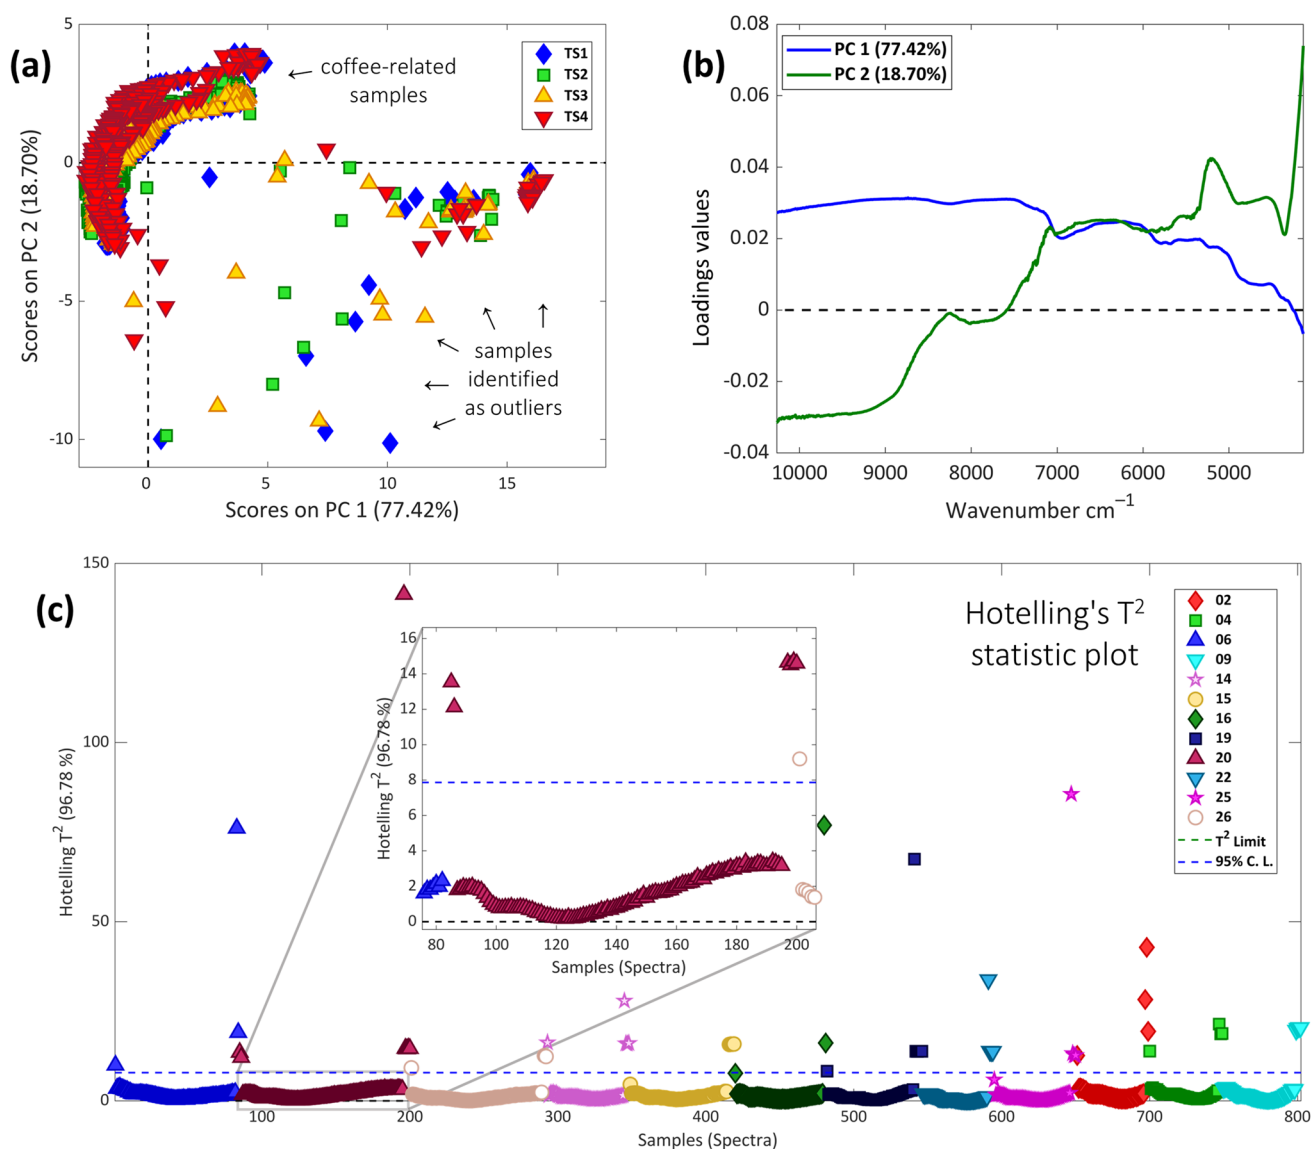 (a)
5
0
-5
-10
0
5
10
15
Scores on PC 2 (18.70%)
Scores on PC 1 (77.42%)
TS1
TS2
TS3
TS4
← coffee-related
samples
samples
identified
as outliers
(b)
0.08
0.06
0.04
0.02
0
-0.02
-0.04
10000
9000
8000
7000
6000
5000
Loadings values
Wavenumber cm⁻¹
PC 1 (77.42%)
PC 2 (18.70%)
(c)
150
100
50
0
100
200
300
400
500
600
700
800
Hotelling T² (96.78 %)
Samples (Spectra)
Hotelling's T²
statistic plot
02
04
06
09
14
15
16
19
20
22
25
26
T² Limit
95% C. L.
16
14
12
10
8
6
4
2
0
80
100
120
140
160
180
200
Hotelling T² (96.78 %)
Samples (Spectra)